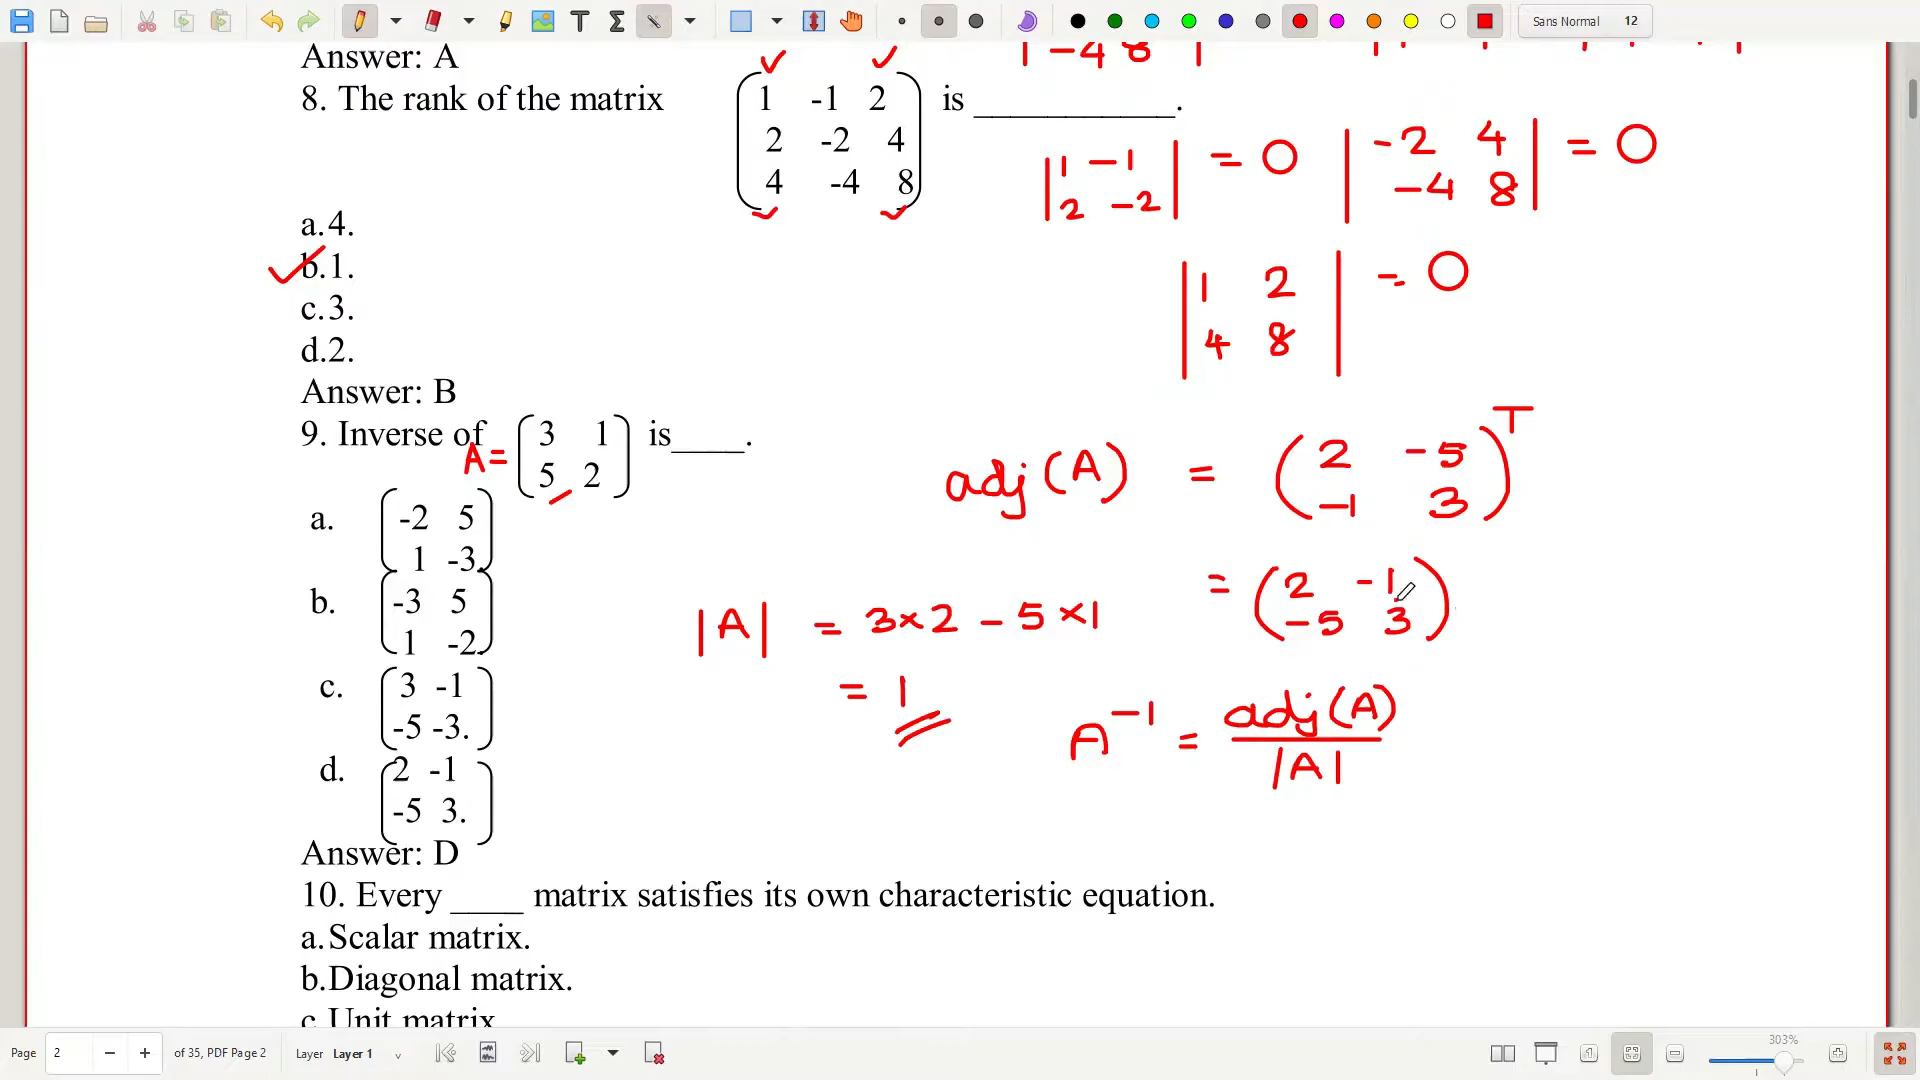 Sans Normal 12
Answer: A
| -4 8 |
8. The rank of the matrix 1 -1 2 is ___________.
2 -2 4
4 -4 8
| 1 -1 | = 0 | -2 4 | = 0
| 2 -2 | | -4 8 |
a.4.
b.1.
c.3.
d.2.
| 1 2 | = 0
| 4 8 |
Answer: B
9. Inverse of A = 3 1 is____.
5 2
adj(A) = (2 -5)T
(-1 3)
= (2 -1)
(-5 3)
a. -2 5
1 -3.
b. -3 5
1 -2.
c. 3 -1
-5 -3.
d. 2 -1
-5 3.
|A| = 3×2 - 5×1
= 1
A-1 = adj(A)
|A|
Answer: D
10. Every ____ matrix satisfies its own characteristic equation.
a.Scalar matrix.
b.Diagonal matrix.
c.Unit matrix.
Page 2 of 35, PDF Page 2 Layer Layer 1 303%